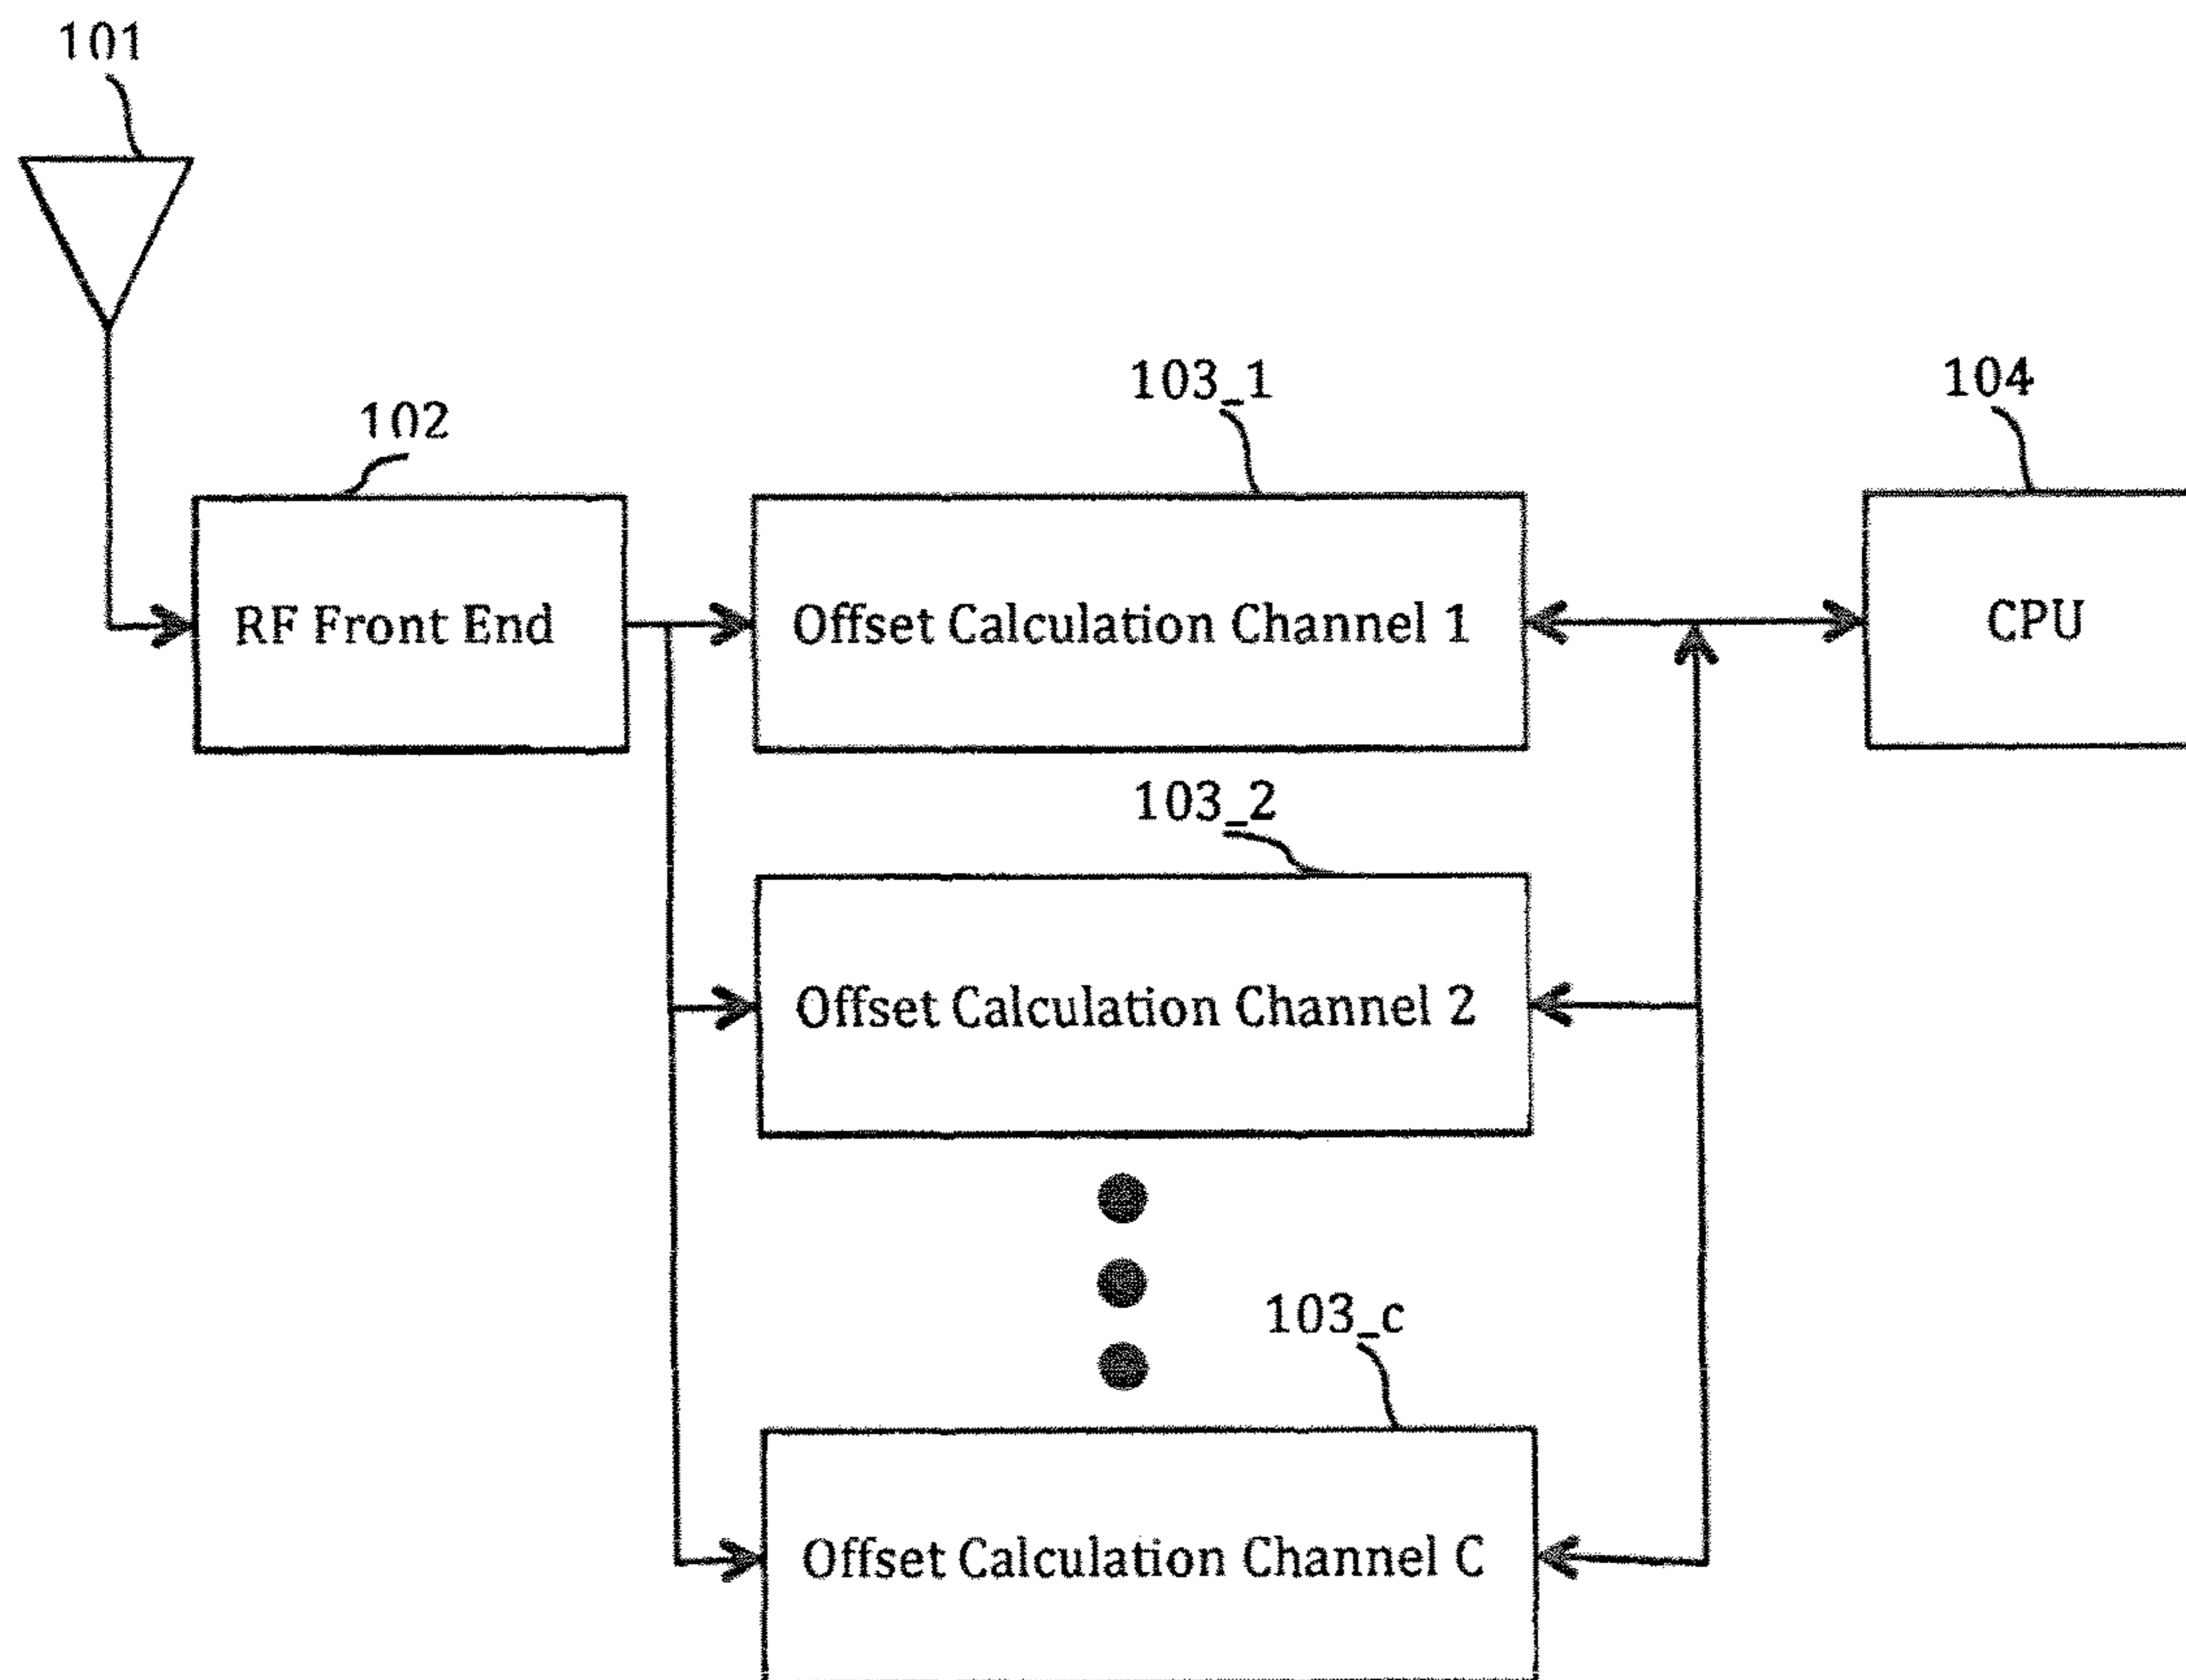 101
102
103_1
104
RF Front End
Offset Calculation Channel 1
CPU
103_2
Offset Calculation Channel 2
103_c
Offset Calculation Channel C